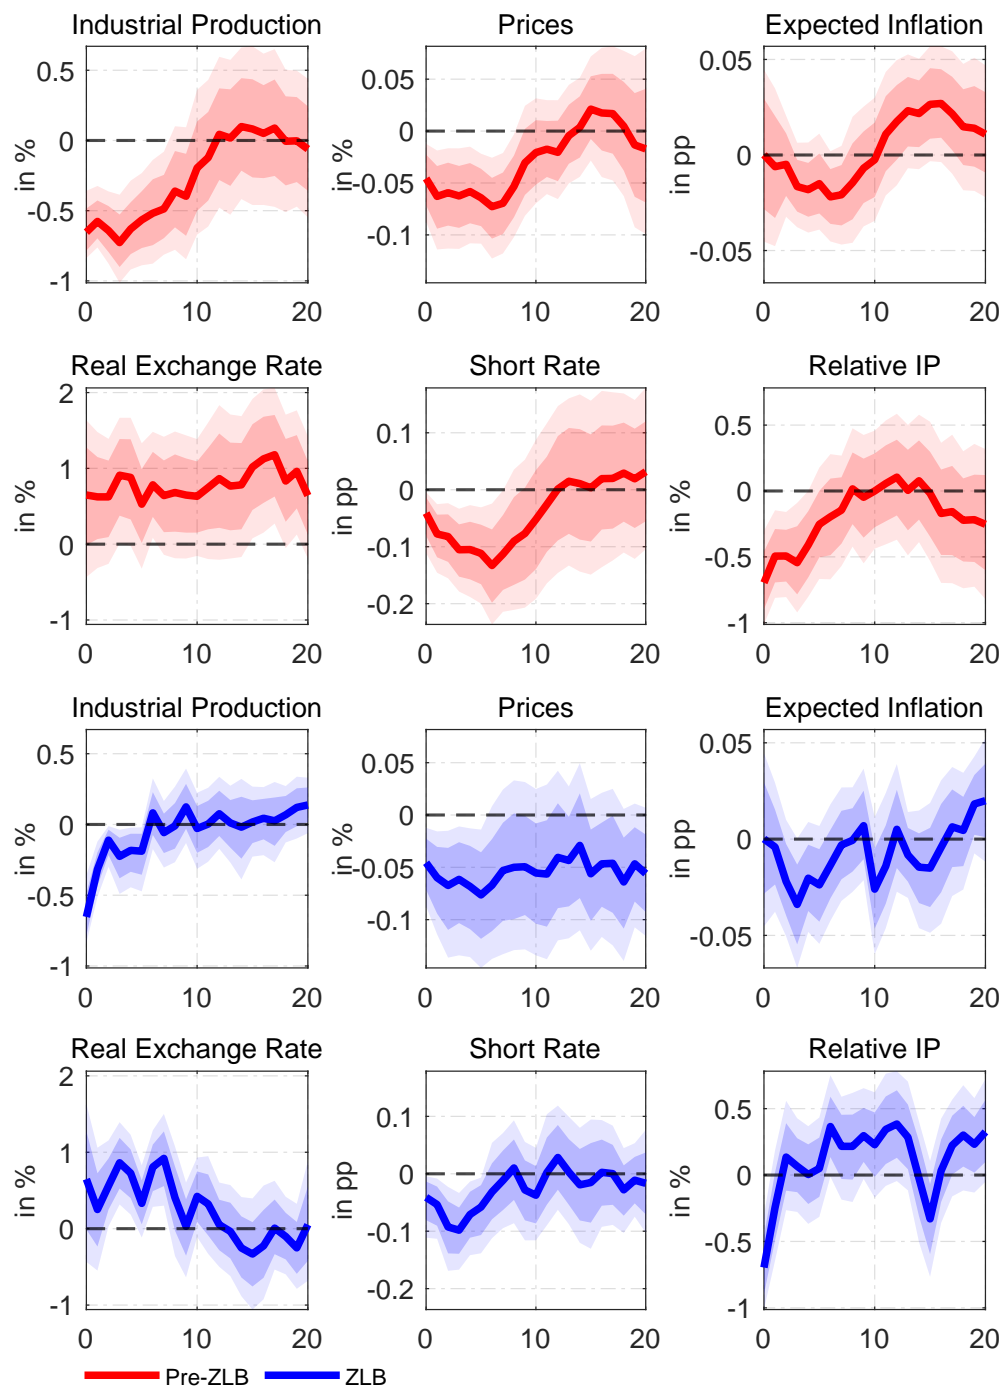 Industrial Production Prices Expected Inflation
0.5 0.05 0.05
0 0 0
-0.5 -0.05 -0.05
-1 -0.1
in % in % in pp
0 10 20 0 10 20 0 10 20
Real Exchange Rate Short Rate Relative IP
2 0.1 0.5
1 0 0
0 -0.1 -0.5
-1 -0.2 -1
in % in pp in %
0 10 20 0 10 20 0 10 20
Industrial Production Prices Expected Inflation
0.5 0.05 0.05
0 0 0
-0.5 -0.05 -0.05
-1 -0.1
in % in % in pp
0 10 20 0 10 20 0 10 20
Real Exchange Rate Short Rate Relative IP
2 0.1 0.5
1 0 0
0 -0.1 -0.5
-1 -0.2 -1
in % in pp in %
0 10 20 0 10 20 0 10 20
Pre-ZLB ZLB